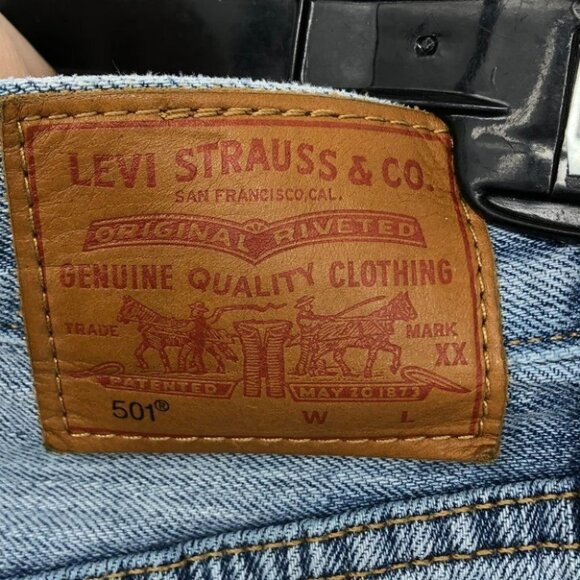 LEVI STRAUSS & CO.
SAN FRANCISCO, CAL.
ORIGINAL RIVETED
GENUINE QUALITY CLOTHING
TRADE MARK
XX
PATENTED MAY 20 1873
501® W L